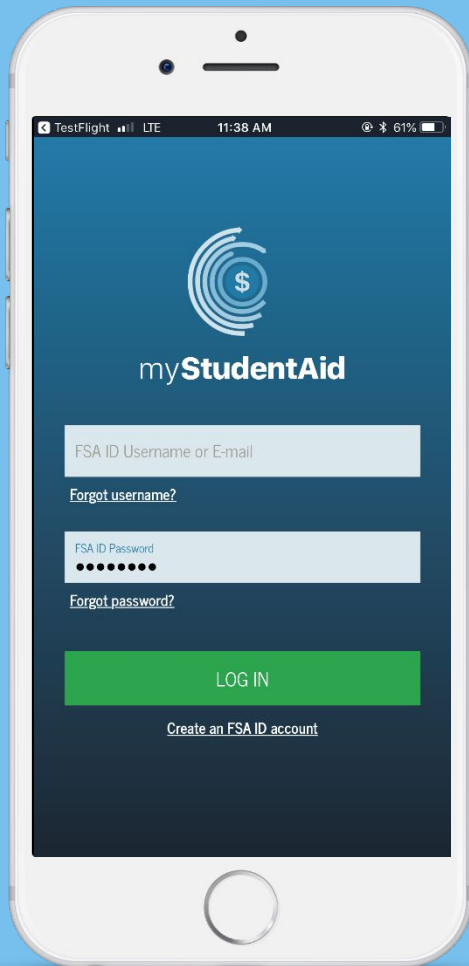 TestFlight LTE 11:38 AM 61%
$
myStudentAid
FSA ID Username or E-mail
Forgot username?
FSA ID Password
••••••••
Forgot password?
LOG IN
Create an FSA ID account